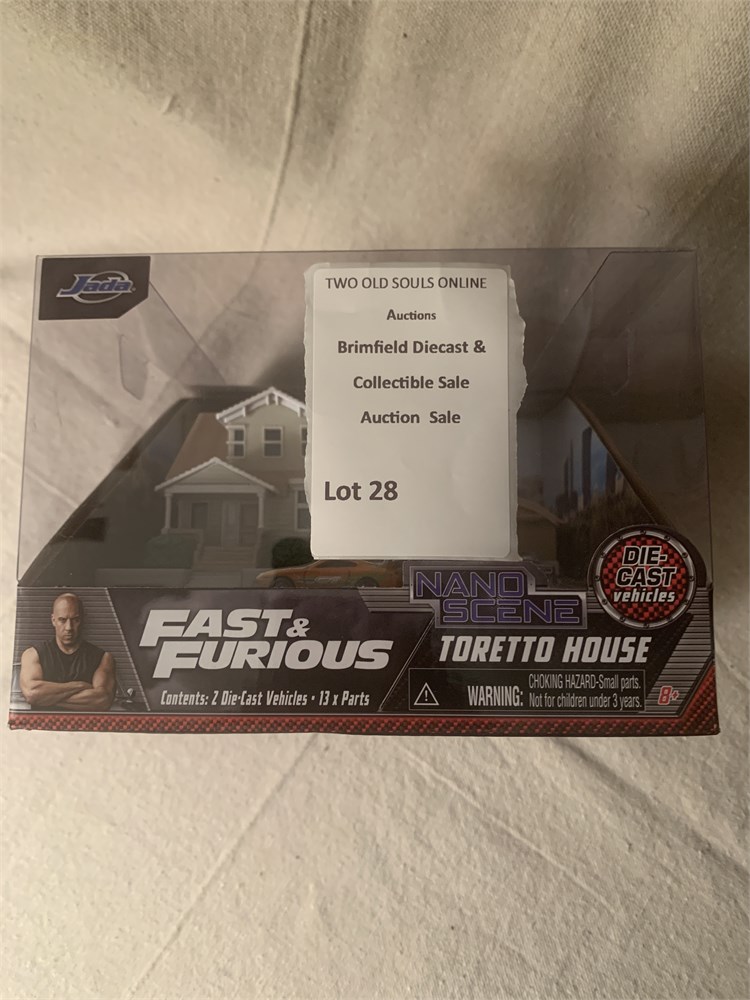 Jada
TWO OLD SOULS ONLINE
Auctions
Brimfield Diecast &
Collectible Sale
Auction Sale
Lot 28
DIE-
CAST
vehicles
NANO
SCENE
FAST &
FURIOUS
TORETTO HOUSE
Contents: 2 Die-Cast Vehicles • 13 x Parts
WARNING: CHOKING HAZARD-Small parts.
Not for children under 3 years.
8+